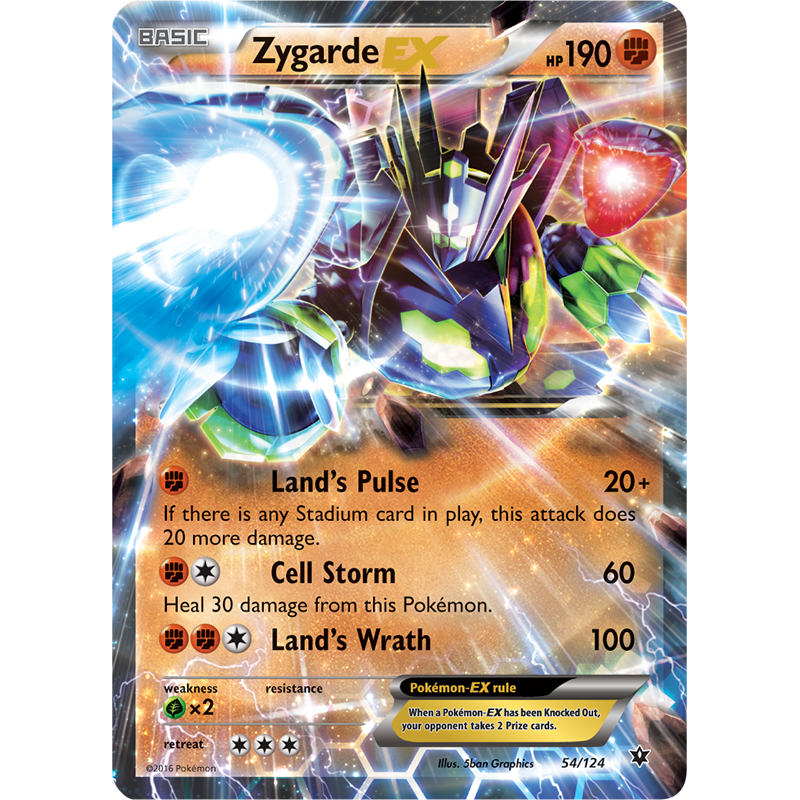 BASIC
Zygarde EX
HP 190
Land's Pulse 20+
If there is any Stadium card in play, this attack does
20 more damage.
Cell Storm 60
Heal 30 damage from this Pokémon.
Land's Wrath 100
weakness resistance
×2
Pokémon-EX rule
When a Pokémon-EX has been Knocked Out,
your opponent takes 2 Prize cards.
retreat
©2016 Pokémon
Illus. 5ban Graphics 54/124